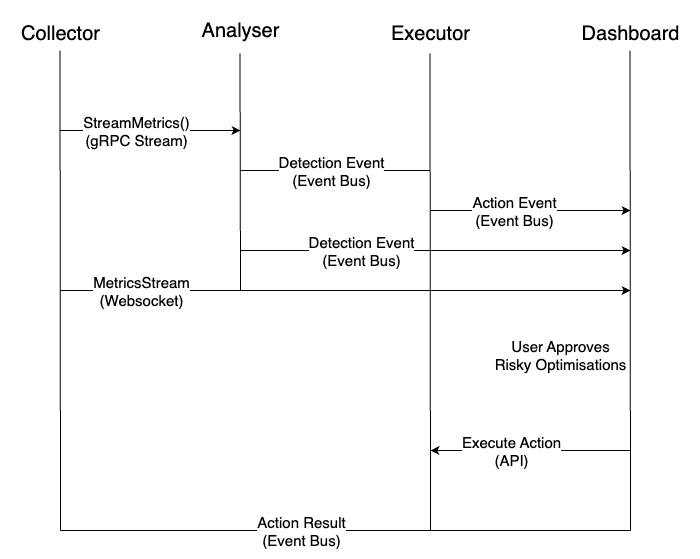 Collector
Analyser
Executor
Dashboard
StreamMetrics()
(gRPC Stream)
Detection Event
(Event Bus)
Action Event
(Event Bus)
Detection Event
(Event Bus)
MetricsStream
(Websocket)
User Approves
Risky Optimisations
Execute Action
(API)
Action Result
(Event Bus)